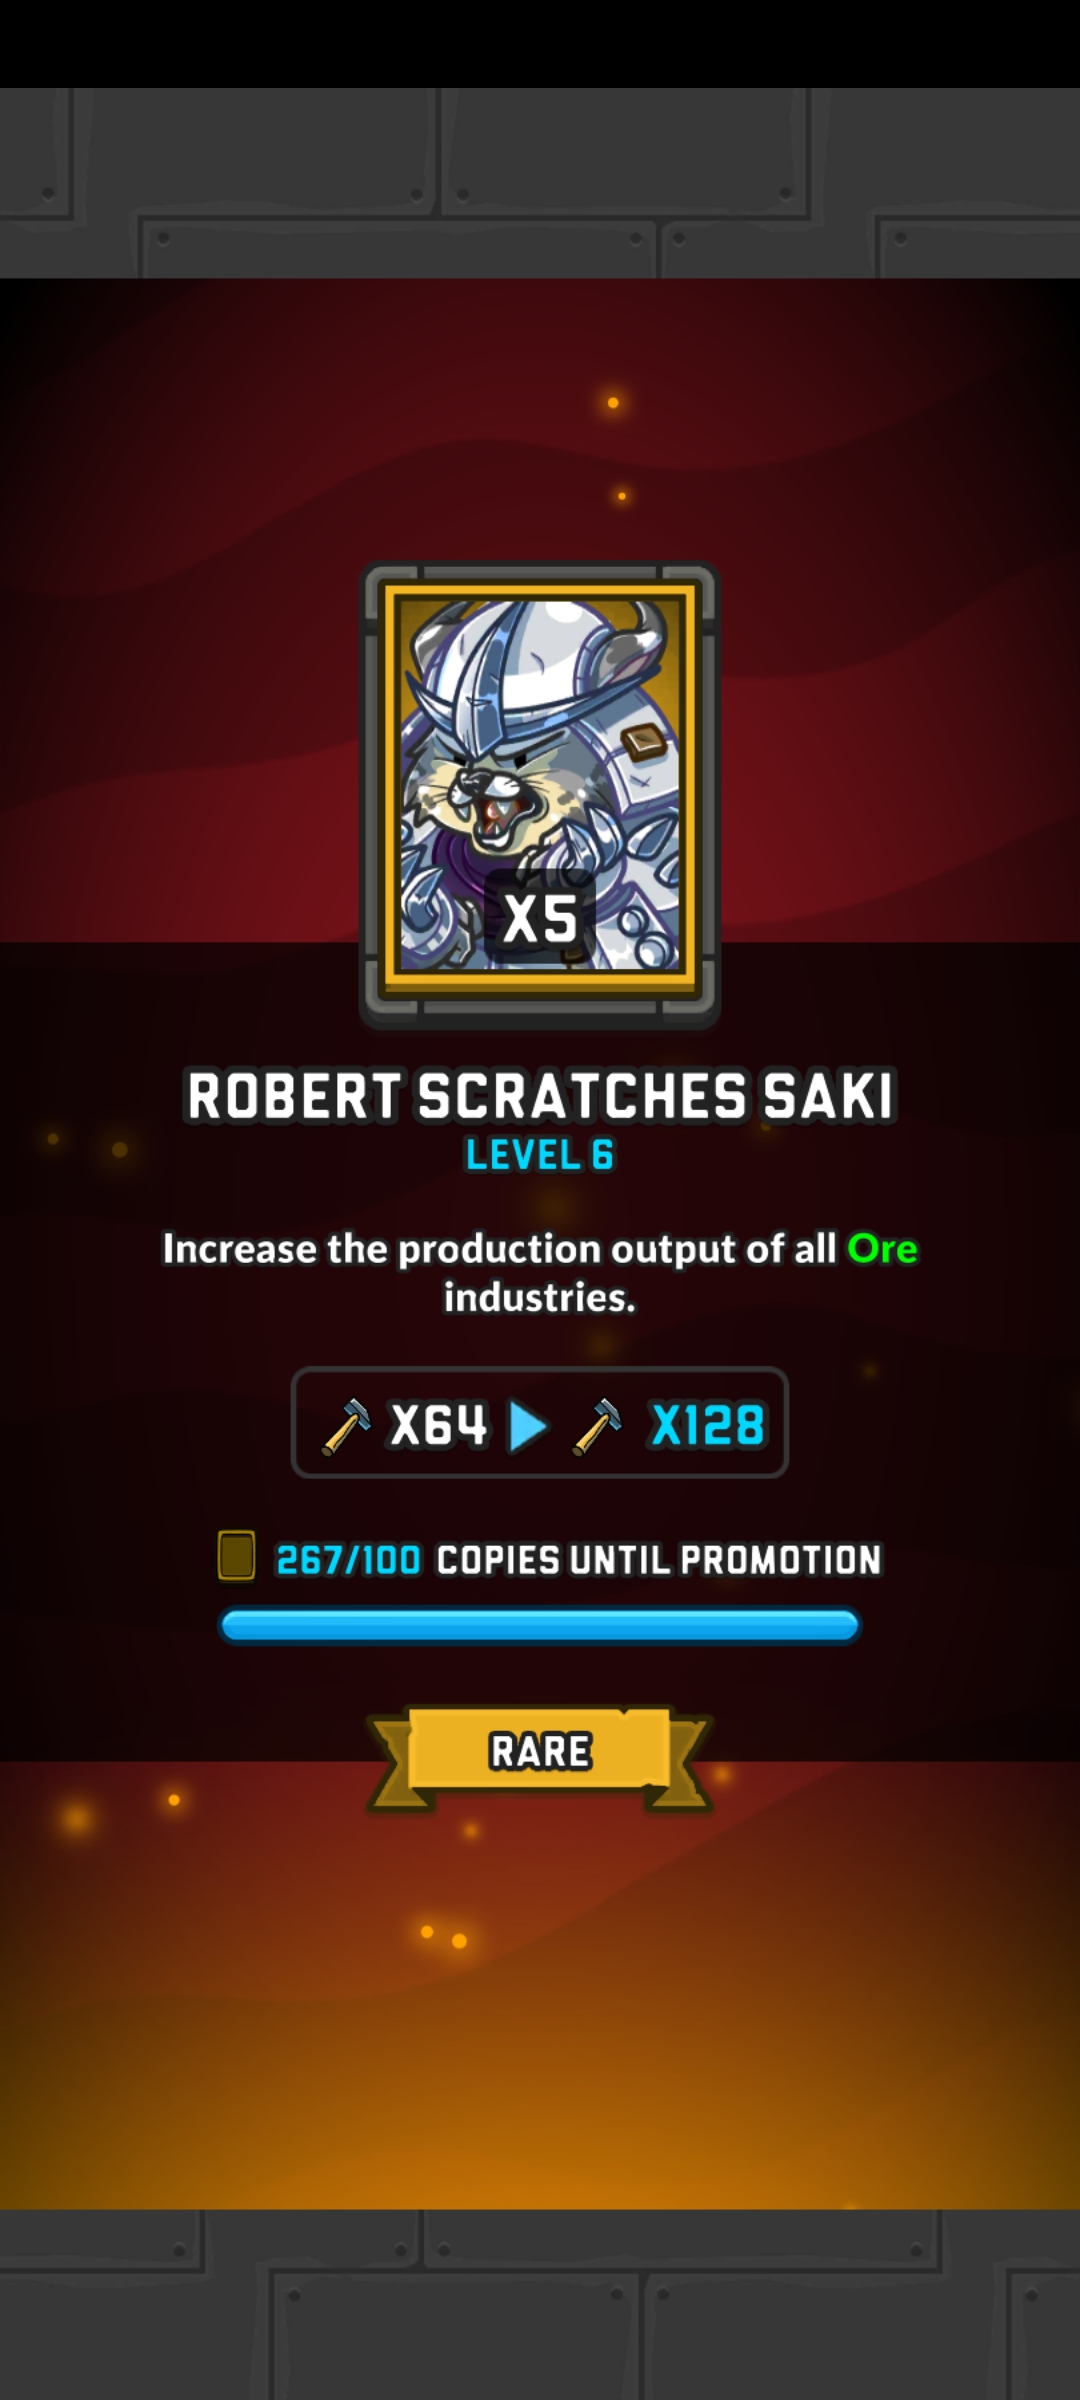 X5
ROBERT SCRATCHES SAKI
LEVEL 6
Increase the production output of all Ore
industries.
X64 X128
267/100 COPIES UNTIL PROMOTION
RARE